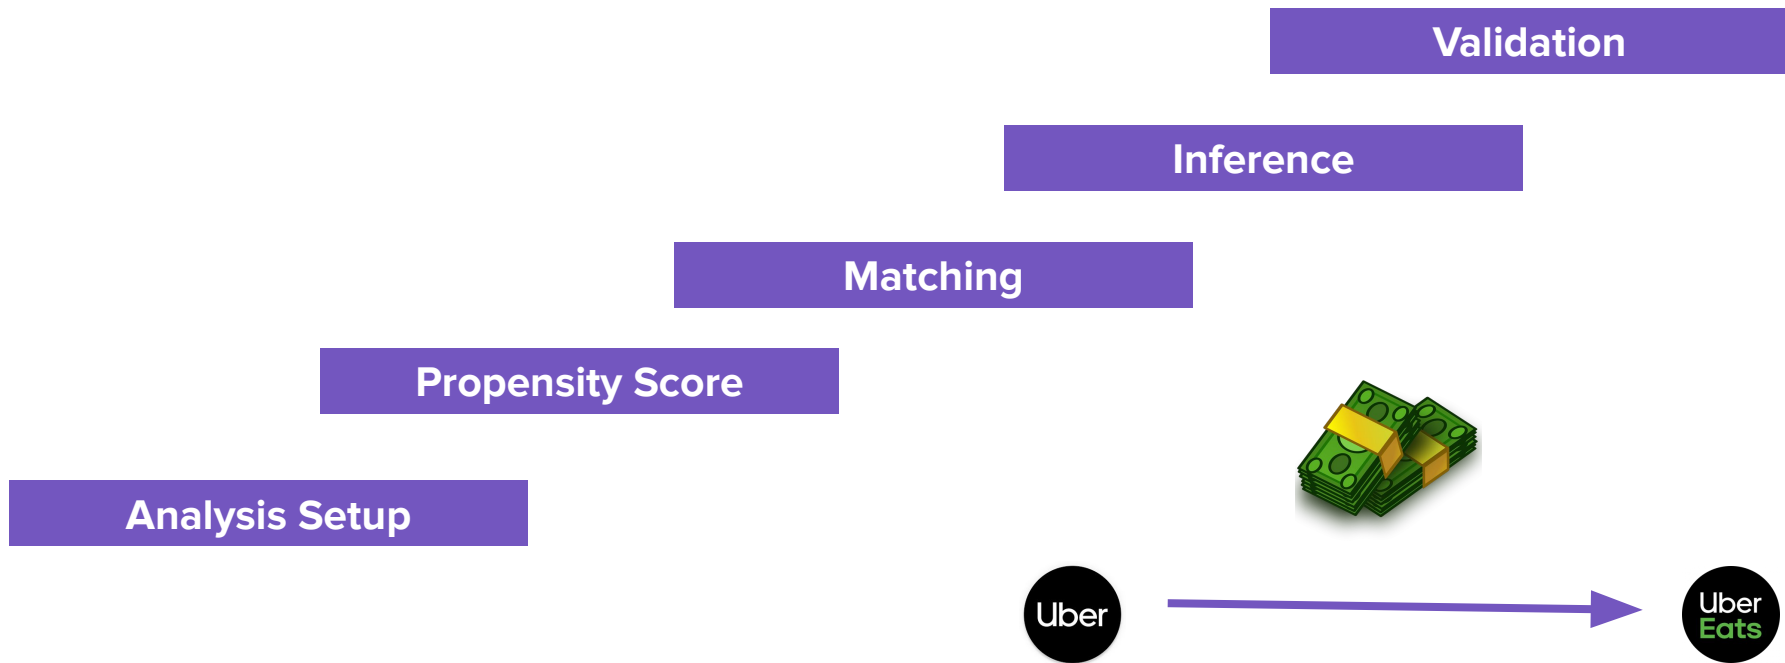 Validation
Inference
Matching
Propensity Score
Analysis Setup
Uber
Uber
Eats